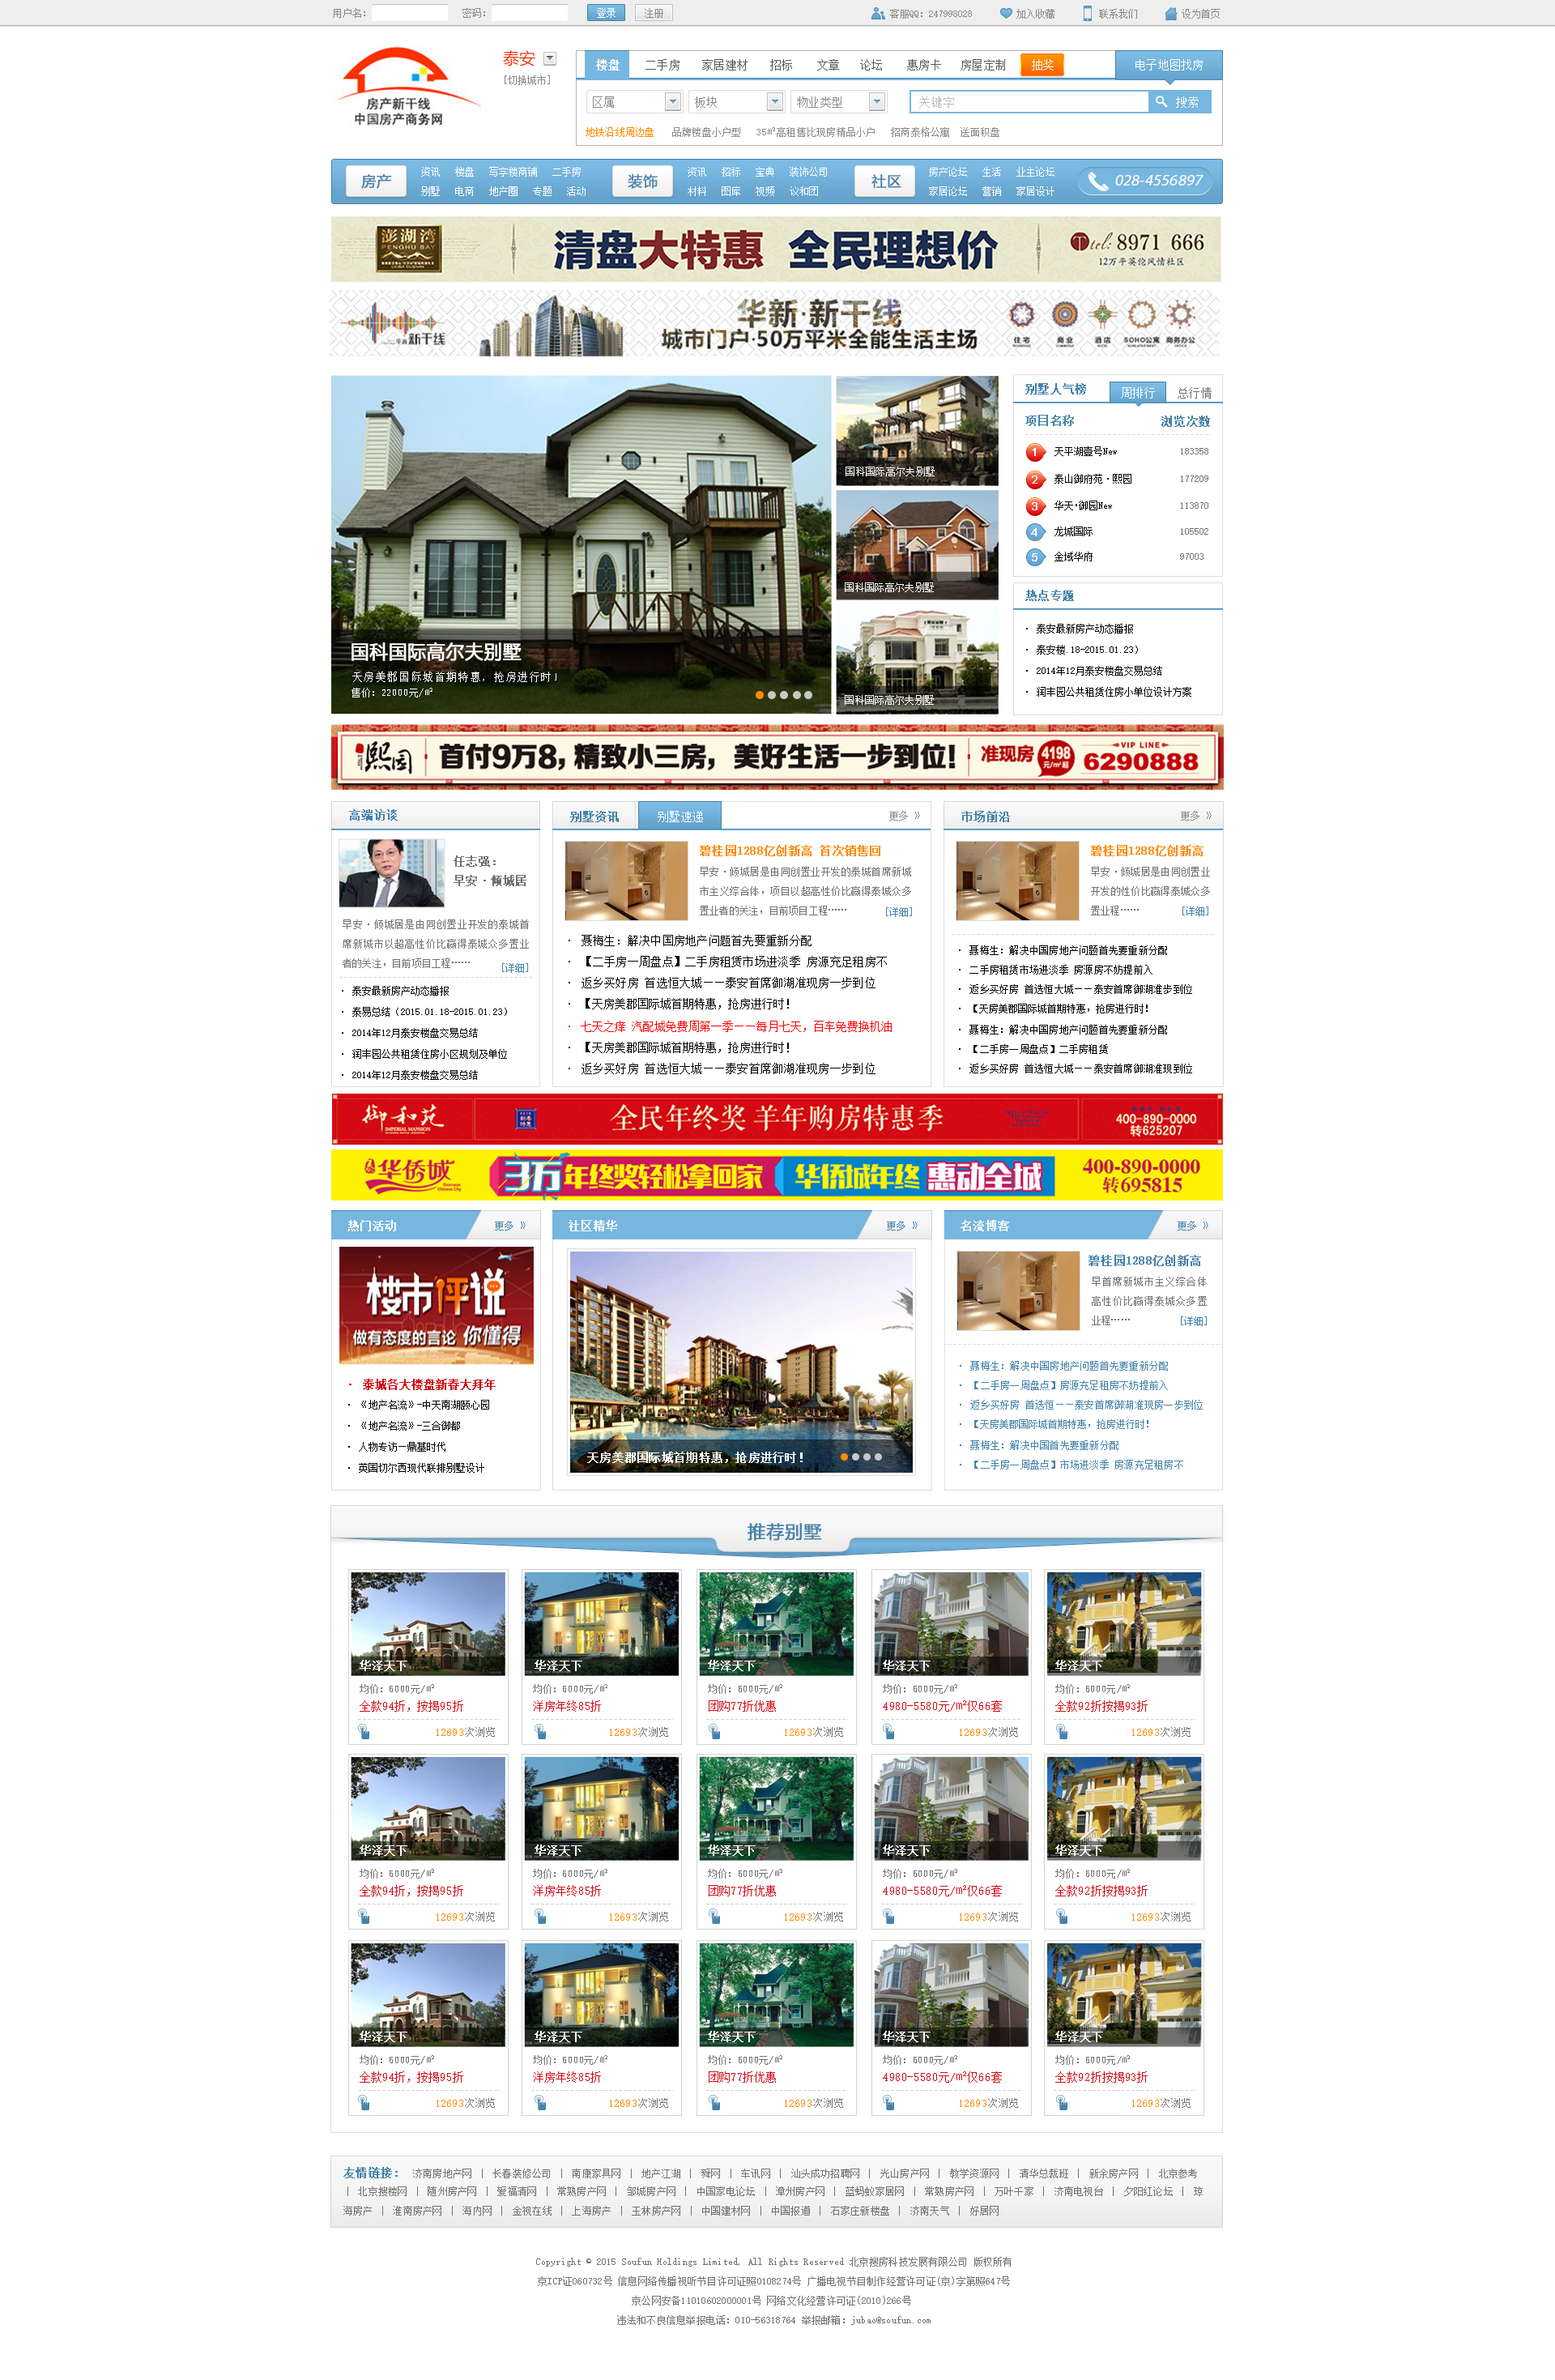 用户名: 密码: 登录 注册 客服QQ: 247998028 加入收藏 联系我们 设为首页
房产新干线
中国房产商务网
泰安
[切换城市]
楼盘 二手房 家居建材 招标 文章 论坛 惠房卡 房屋定制 抽奖 电子地图找房
区属 板块 物业类型 关键字 搜索
地铁沿线周边盘 品牌楼盘小户型 35㎡高租售比现房精品小户 招商泰格公寓 送面积盘
房产 资讯 楼盘 写字楼商铺 二手房
别墅 电商 地产圈 专题 活动
装饰 资讯 招标 宝典 装饰公司
材料 图库 视频 议和团
社区 房产论坛 生活 业主论坛
家居论坛 营销 家居设计
028-4556897
澎湖湾
PENGHU BAY
清盘大特惠 全民理想价
tel: 8971 666
12万平英伦风情社区
新干线
华新·新干线
城市门户·50万平米全能生活主场
住宅 商业 酒店 SOHO公寓 商务办公
国科国际高尔夫别墅
天房美郡国际城首期特惠, 抢房进行时!
售价: 22000元/㎡
国科国际高尔夫别墅
国科国际高尔夫别墅
国科国际高尔夫别墅
别墅人气榜 周排行 总行情
项目名称 浏览次数
1 天平湖壹号New 183358
2 泰山御府苑·熙园 177209
3 华天·御园New 113870
4 龙城国际 105502
5 金域华府 97003
热点专题
· 泰安最新房产动态播报
· 泰安楼.18-2015.01.23)
· 2014年12月泰安楼盘交易总结
· 润丰园公共租赁住房小单位设计方案
熙园 首付9万8, 精致小三房, 美好生活一步到位! 准现房 4198元/㎡起 VIP LINE 6290888
高端访谈
任志强:
早安·倾城居
早安·倾城居是由同创置业开发的泰城首
席新城市以超高性价比赢得泰城众多置业
者的关注, 目前项目工程…… [详细]
· 泰安最新房产动态播报
· 泰易总结(2015.01.18-2015.01.23)
· 2014年12月泰安楼盘交易总结
· 润丰园公共租赁住房小区规划及单位
· 2014年12月泰安楼盘交易总结
别墅资讯 别墅速递 更多 》
碧桂园1288亿创新高 首次销售回
早安·倾城居是由同创置业开发的泰城首席新城
市主义综合体, 项目以超高性价比赢得泰城众多
置业者的关注, 目前项目工程…… [详细]
· 聂梅生: 解决中国房地产问题首先要重新分配
· 【二手房一周盘点】二手房租赁市场进淡季 房源充足租房不
· 返乡买好房 首选恒大城——泰安首席御湖准现房一步到位
· 【天房美郡国际城首期特惠, 抢房进行时!
· 七天之痒 汽配城免费周第一季——每月七天, 百车免费换机油
· 【天房美郡国际城首期特惠, 抢房进行时!
· 返乡买好房 首选恒大城——泰安首席御湖准现房一步到位
市场前沿 更多 》
碧桂园1288亿创新高
早安·倾城居是由同创置业
开发的性价比赢得泰城众多
置业程…… [详细]
· 聂梅生: 解决中国房地产问题首先要重新分配
· 二手房租赁市场进淡季 房源房不妨提前入
· 返乡买好房 首选恒大城——泰安首席御湖准步到位
· 【天房美郡国际城首期特惠, 抢房进行时!
· 聂梅生: 解决中国房地产问题首先要重新分配
· 【二手房一周盘点】二手房租赁
· 返乡买好房 首选恒大城——泰安首席御湖准现到位
御和苑
IMPERIAL MANSION
全民年终奖 羊年购房特惠季
400-890-0000
转625207
华侨城 3万年终奖轻松拿回家 华侨城年终惠动全城
400-890-0000
转695815
热门活动 更多 》
楼市评说
做有态度的言论 你懂得
· 泰城各大楼盘新春大拜年
· 《地产名流》-中天南湖颐心园
· 《地产名流》-三合御都
· 人物专访—鼎基时代
· 英国切尔西现代联排别墅设计
社区精华 更多 》
天房美郡国际城首期特惠, 抢房进行时!
名流博客 更多 》
碧桂园1288亿创新高
早首席新城市主义综合体
高性价比赢得泰城众多置
业程…… [详细]
· 聂梅生: 解决中国房地产问题首先要重新分配
· 【二手房一周盘点】房源充足租房不妨提前入
· 返乡买好房 首选恒——泰安首席御湖准现房一步到位
· 【天房美郡国际城首期特惠, 抢房进行时!
· 聂梅生: 解决中国首先要重新分配
· 【二手房一周盘点】市场进淡季 房源充足租房不
推荐别墅
华泽天下 华泽天下 华泽天下 华泽天下 华泽天下
均价: 6000元/㎡ 均价: 6000元/㎡ 均价: 6000元/㎡ 均价: 6000元/㎡ 均价: 6000元/㎡
全款94折, 按揭95折 洋房年终85折 团购77折优惠 4980-5580元/㎡仅66套 全款92折按揭93折
12693次浏览 12693次浏览 12693次浏览 12693次浏览 12693次浏览
华泽天下 华泽天下 华泽天下 华泽天下 华泽天下
均价: 6000元/㎡ 均价: 6000元/㎡ 均价: 6000元/㎡ 均价: 6000元/㎡ 均价: 6000元/㎡
全款94折, 按揭95折 洋房年终85折 团购77折优惠 4980-5580元/㎡仅66套 全款92折按揭93折
12693次浏览 12693次浏览 12693次浏览 12693次浏览 12693次浏览
华泽天下 华泽天下 华泽天下 华泽天下 华泽天下
均价: 6000元/㎡ 均价: 6000元/㎡ 均价: 6000元/㎡ 均价: 6000元/㎡ 均价: 6000元/㎡
全款94折, 按揭95折 洋房年终85折 团购77折优惠 4980-5580元/㎡仅66套 全款92折按揭93折
12693次浏览 12693次浏览 12693次浏览 12693次浏览 12693次浏览
友情链接: 济南房地产网 | 长春装修公司 | 南康家具网 | 地产江湖 | 舜网 | 车讯网 | 汕头成功招聘网 | 光山房产网 | 教学资源网 | 清华总裁班 | 新余房产网 | 北京参考
| 北京搜楼网 | 随州房产网 | 爱福清网 | 常熟房产网 | 邹城房产网 | 中国家电论坛 | 漳州房产网 | 蓝蚂蚁家居网 | 常熟房产网 | 万叶千家 | 济南电视台 | 夕阳红论坛 | 琼
海房产 | 淮南房产网 | 海内网 | 金视在线 | 上海房产 | 玉林房产网 | 中国建材网 | 中国报道 | 石家庄新楼盘 | 济南天气 | 好居网
Copyright © 2015 Soufun Holdings Limited, All Rights Reserved 北京搜房科技发展有限公司 版权所有
京ICP证060732号 信息网络传播视听节目许可证照0108274号 广播电视节目制作经营许可证(京)字第照647号
京公网安备11010602000001号 网络文化经营许可证(2010)266号
违法和不良信息举报电话: 010-56318764 举报邮箱: jubao@soufun.com